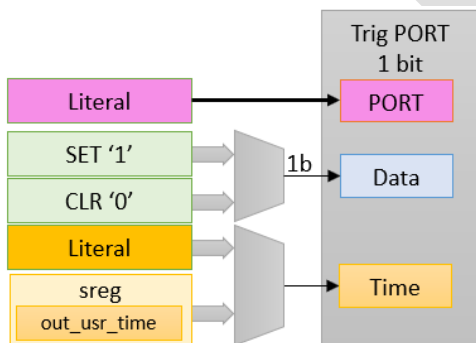 Trig PORT
1 bit
Literal
PORT
SET ‘1’
1b
Data
CLR ‘0’
Literal
sreg
out_usr_time
Time